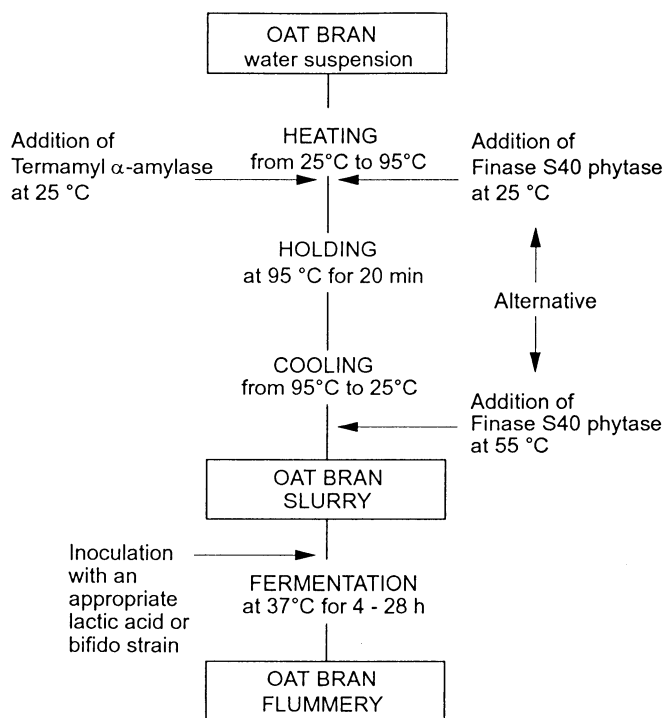 OAT BRAN
water suspension
Addition of
Termamyl α-amylase
at 25 °C
HEATING
from 25°C to 95°C
Addition of
Finase S40 phytase
at 25 °C
HOLDING
at 95 °C for 20 min
Alternative
COOLING
from 95°C to 25°C
Addition of
Finase S40 phytase
at 55 °C
OAT BRAN
SLURRY
Inoculation
with an
appropriate
lactic acid or
bifido strain
FERMENTATION
at 37°C for 4 - 28 h
OAT BRAN
FLUMMERY